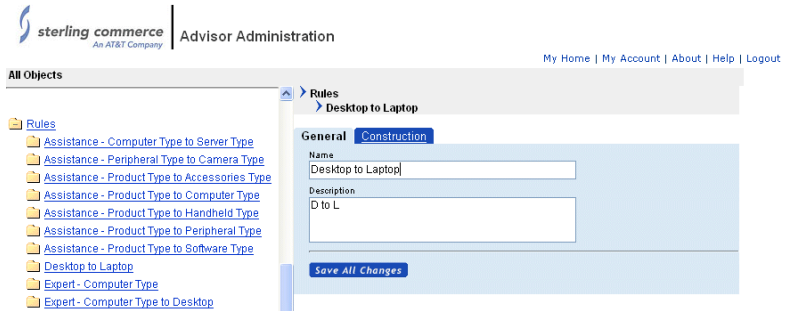 sterling commerce
An AT&T Company
Advisor Administration
My Home | My Account | About | Help | Logout
All Objects
Rules
Assistance - Computer Type to Server Type
Assistance - Peripheral Type to Camera Type
Assistance - Product Type to Accessories Type
Assistance - Product Type to Computer Type
Assistance - Product Type to Handheld Type
Assistance - Product Type to Peripheral Type
Assistance - Product Type to Software Type
Desktop to Laptop
Expert - Computer Type
Expert - Computer Type to Desktop
Rules
Desktop to Laptop
General Construction
Name
Desktop to Laptop
Description
D to L
Save All Changes